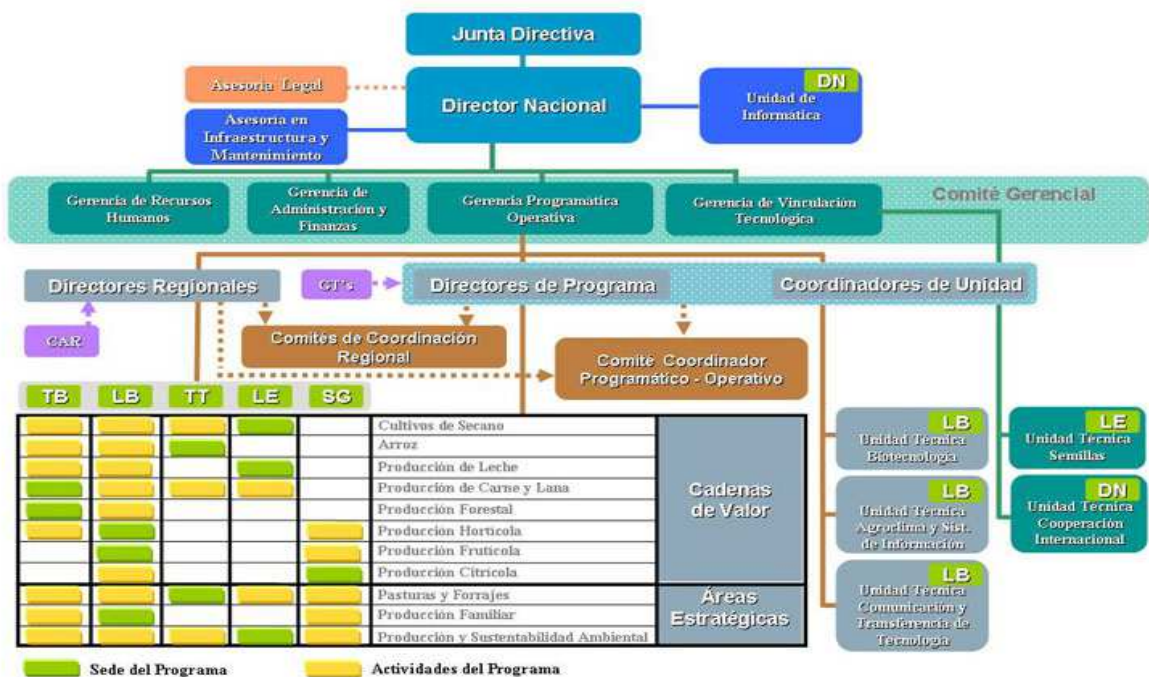 Junta Directiva
Asesoría Legal
Director Nacional
DN
Unidad de
Informática
Asesoría en
Infraestructura y
Mantenimiento
Comité Gerencial
Gerencia de Recursos
Humanos
Gerencia de
Administración y
Finanzas
Gerencia Programática
Operativa
Gerencia de Vinculación
Tecnológica
Directores Regionales
GT's
Directores de Programa
Coordinadores de Unidad
CAR
Comités de Coordinación
Regional
Comité Coordinador
Programático - Operativo
TB LB TT LE SG
Cultivos de Secano
Arroz
Producción de Leche
Producción de Carne y Lana
Producción Forestal
Producción Hortícola
Producción Frutícola
Producción Citrícola
Cadenas
de Valor
Pasturas y Forrajes
Producción Familiar
Producción y Sustentabilidad Ambiental
Áreas
Estratégicas
LB
Unidad Técnica
Biotecnología
LE
Unidad Técnica
Semillas
LB
Unidad Técnica
Agroclima y Sist.
de Información
DN
Unidad Técnica
Cooperación
Internacional
LB
Unidad Técnica
Comunicación y
Transferencia de
Tecnología
Sede del Programa
Actividades del Programa